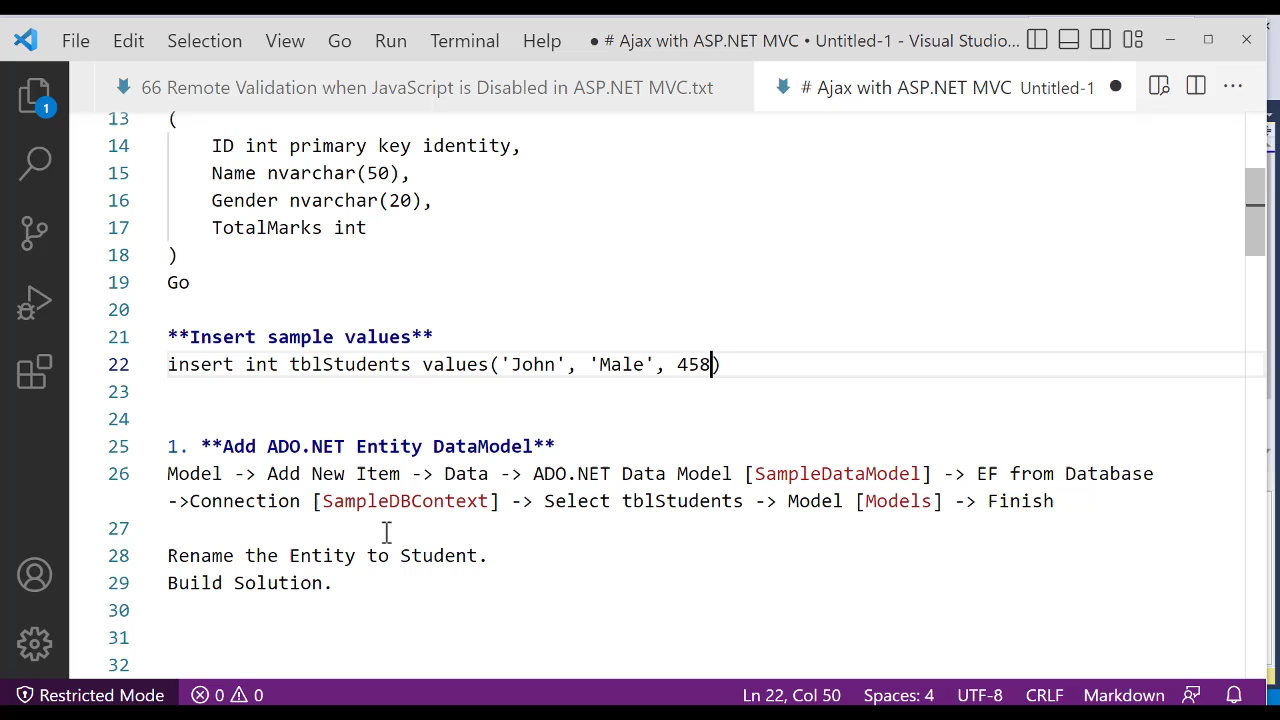 File Edit Selection View Go Run Terminal Help ● # Ajax with ASP.NET MVC • Untitled-1 - Visual Studio...
66 Remote Validation when JavaScript is Disabled in ASP.NET MVC.txt # Ajax with ASP.NET MVC Untitled-1 ● ...
1
13 (
14 ID int primary key identity,
15 Name nvarchar(50),
16 Gender nvarchar(20),
17 TotalMarks int
18 )
19 Go
20
21 **Insert sample values**
22 insert int tblStudents values('John', 'Male', 458)
23
24
25 1. **Add ADO.NET Entity DataModel**
26 Model -> Add New Item -> Data -> ADO.NET Data Model [SampleDataModel] -> EF from Database
->Connection [SampleDBContext] -> Select tblStudents -> Model [Models] -> Finish
27
28 Rename the Entity to Student.
29 Build Solution.
30
31
32
Restricted Mode 0 0 Ln 22, Col 50 Spaces: 4 UTF-8 CRLF Markdown